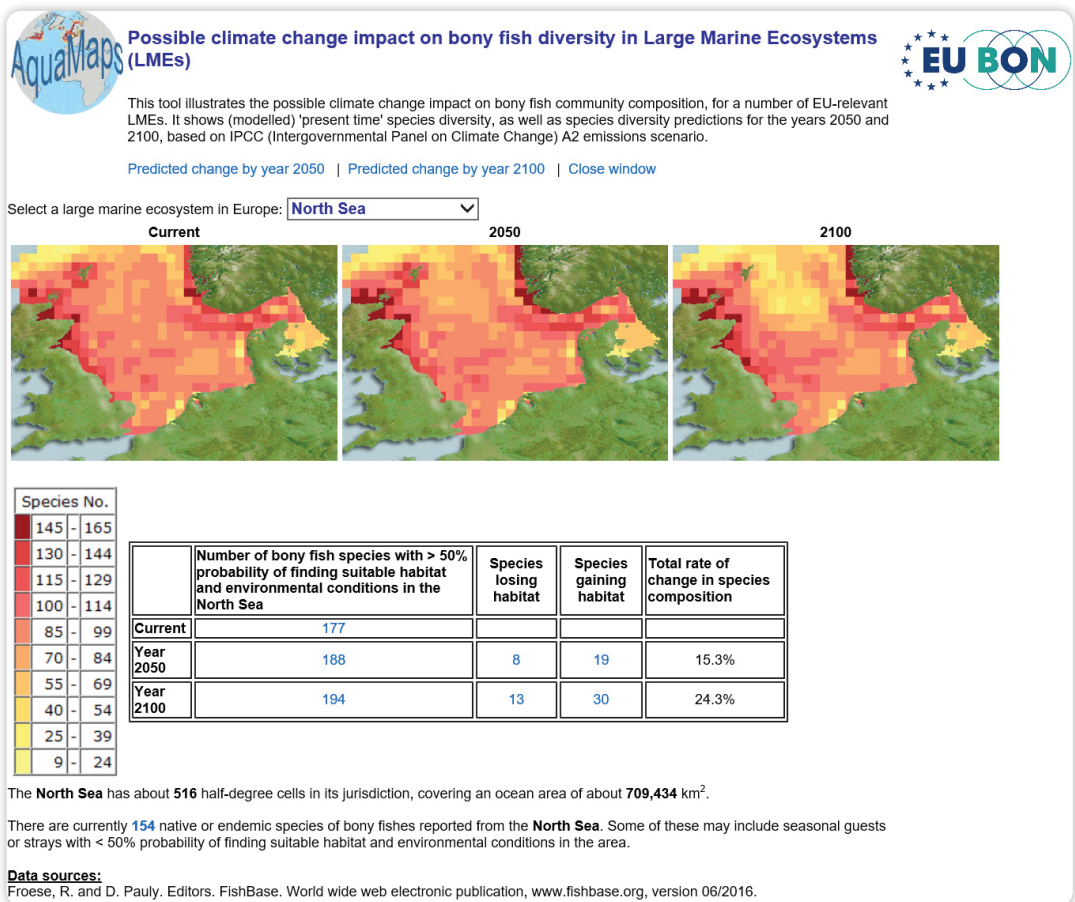 AquaMaps
Possible climate change impact on bony fish diversity in Large Marine Ecosystems
(LMEs)
EU BON
This tool illustrates the possible climate change impact on bony fish community composition, for a number of EU-relevant
LMEs. It shows (modelled) 'present time' species diversity, as well as species diversity predictions for the years 2050 and
2100, based on IPCC (Intergovernmental Panel on Climate Change) A2 emissions scenario.
Predicted change by year 2050 | Predicted change by year 2100 | Close window
Select a large marine ecosystem in Europe: North Sea
Current 2050 2100
Species No.
145 - 165
130 - 144
115 - 129
100 - 114
85 - 99
70 - 84
55 - 69
40 - 54
25 - 39
9 - 24
Number of bony fish species with > 50%
probability of finding suitable habitat
and environmental conditions in the
North Sea
Species
losing
habitat
Species
gaining
habitat
Total rate of
change in species
composition
Current 177
Year
2050
188 8 19 15.3%
Year
2100
194 13 30 24.3%
The North Sea has about 516 half-degree cells in its jurisdiction, covering an ocean area of about 709,434 km².
There are currently 154 native or endemic species of bony fishes reported from the North Sea. Some of these may include seasonal guests
or strays with < 50% probability of finding suitable habitat and environmental conditions in the area.
Data sources:
Froese, R. and D. Pauly. Editors. FishBase. World wide web electronic publication, www.fishbase.org, version 06/2016.